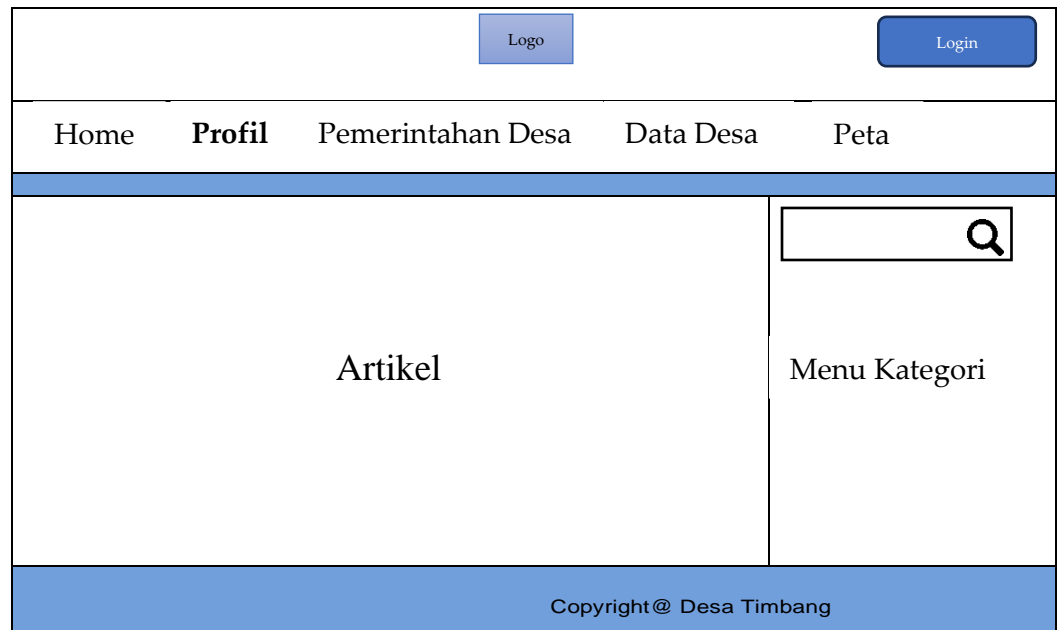 Logo
Login
Home Profil Pemerintahan Desa Data Desa Peta
Artikel
Menu Kategori
Copyright@ Desa Timbang